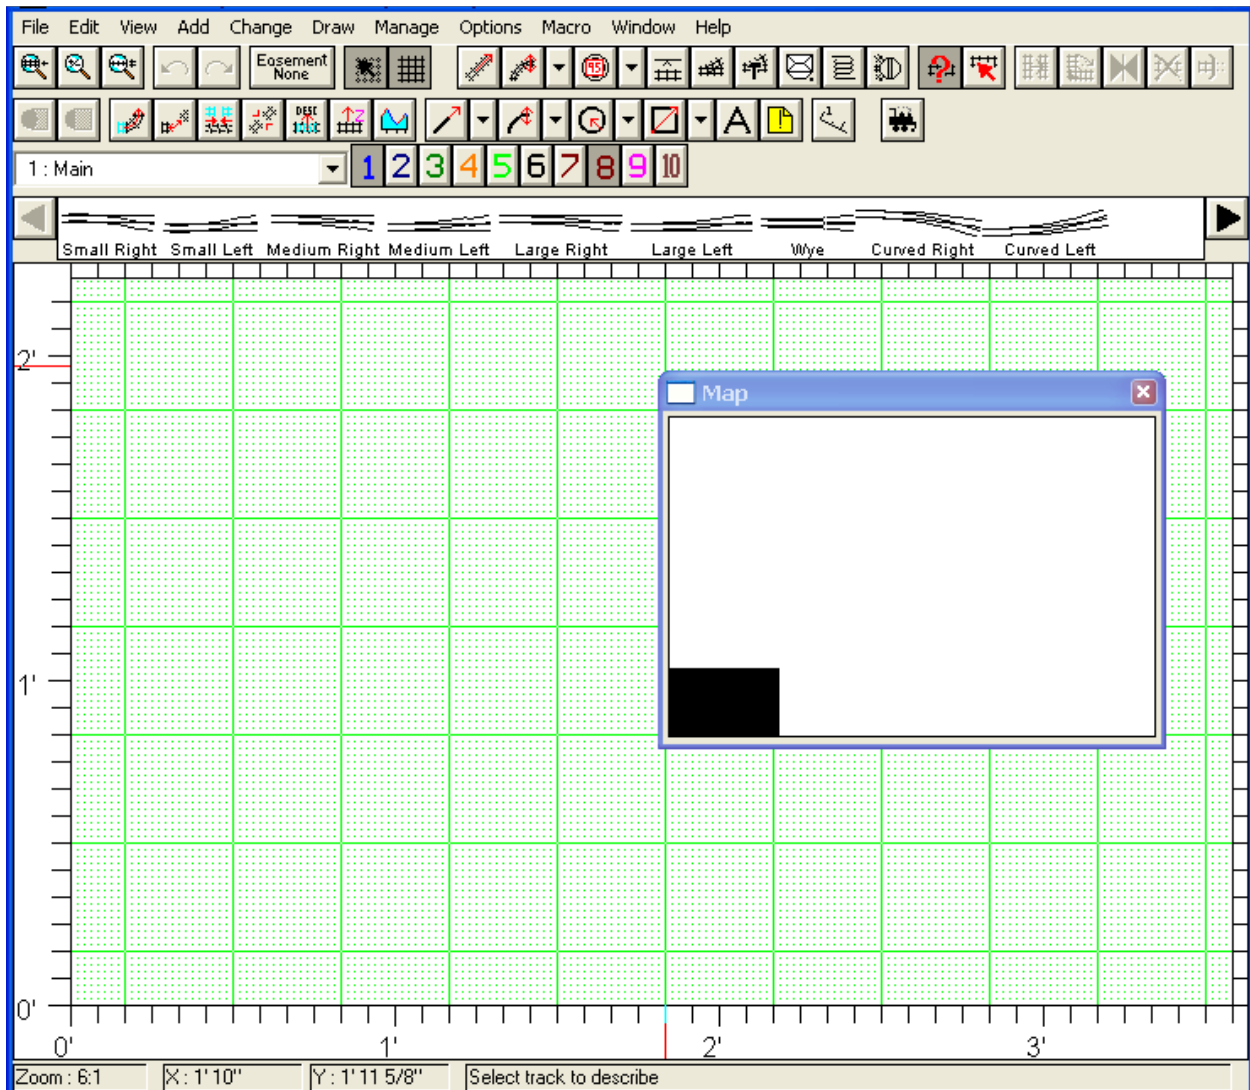 File Edit View Add Change Draw Manage Options Macro Window Help
Easement
None
95
DESC
Z
A
1
1 : Main
1 2 3 4 5 6 7 8 9 10
Small Right Small Left Medium Right Medium Left Large Right Large Left Wye Curved Right Curved Left
2'
Map
1'
0'
0' 1' 2' 3'
Zoom : 6:1 X : 1'10" Y : 1'11 5/8" Select track to describe